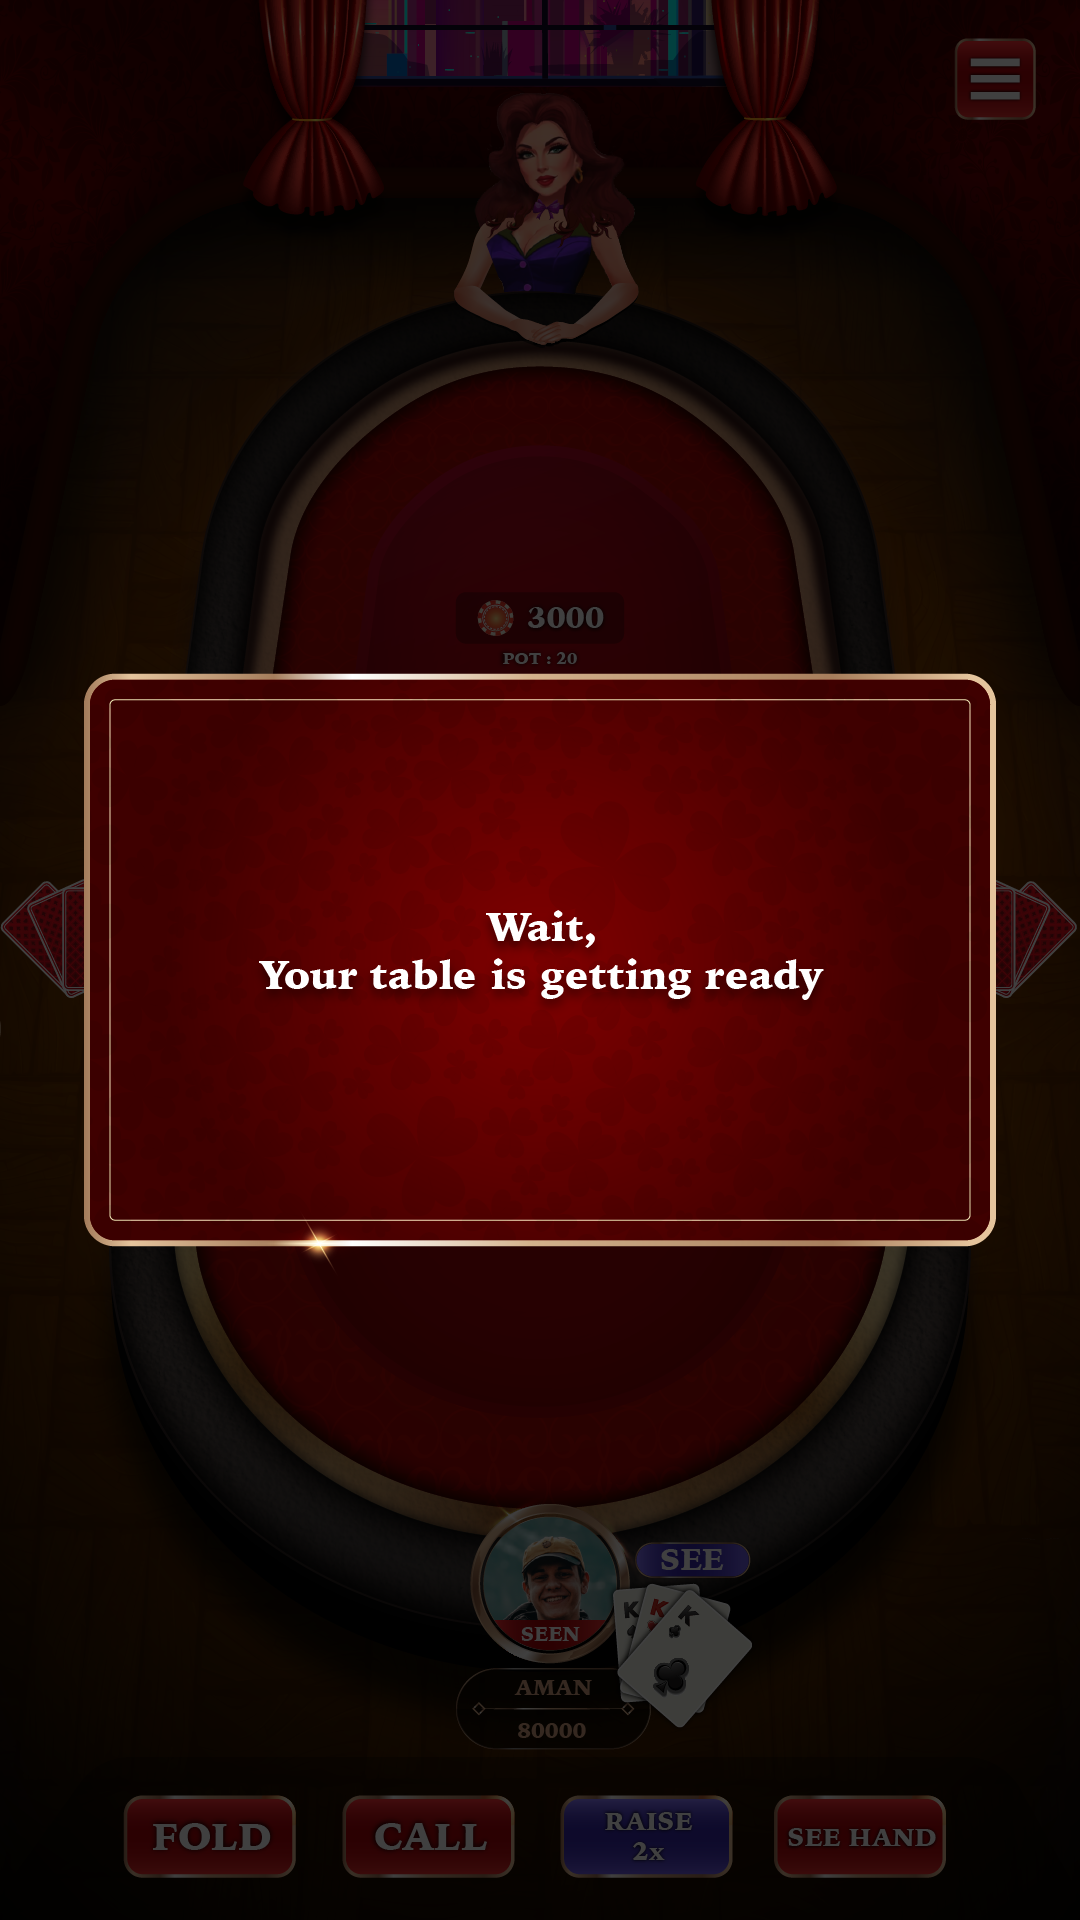 3000
POT : 20
Wait,
Your table is getting ready
SEE
K K K
SEEN
AMAN
80000
FOLD
CALL
RAISE
2x
SEE HAND